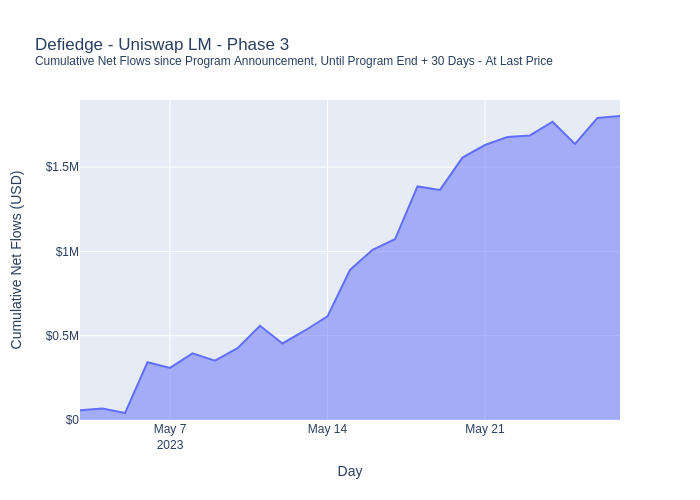 Defiedge - Uniswap LM - Phase 3
Cumulative Net Flows since Program Announcement, Until Program End + 30 Days - At Last Price
Cumulative Net Flows (USD)
$1.5M
$1M
$0.5M
$0
May 7
2023
May 14
May 21
Day